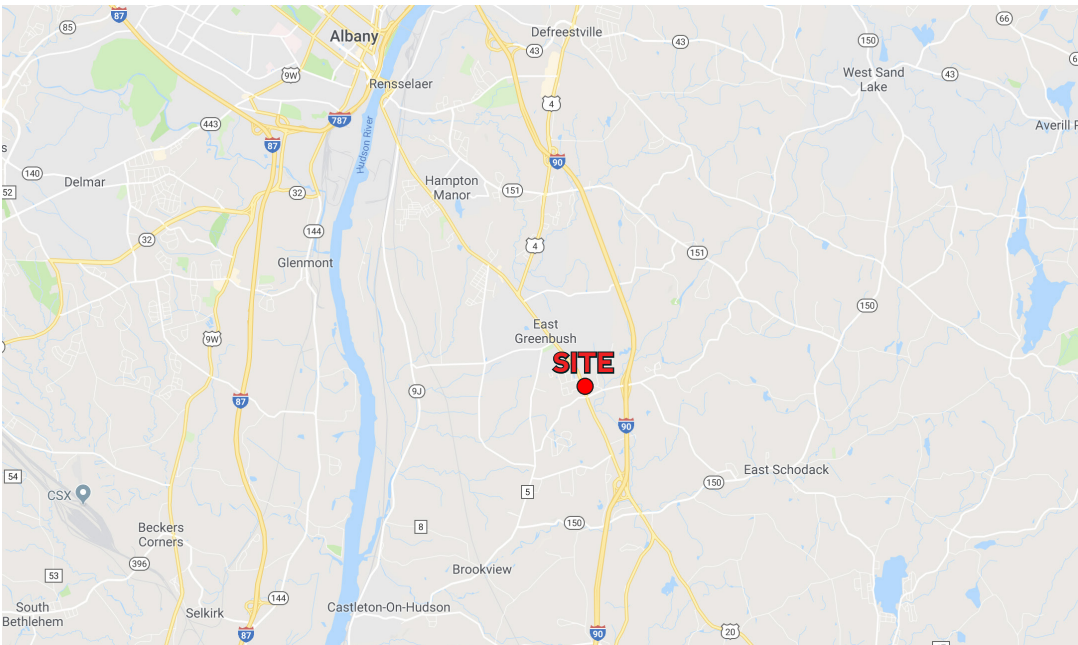 87
85
Albany
Defreestville
66
43
43
150
6
9W
Rensselaer
West Sand
Lake
43
4
787
443
Averill
Hudson River
87
s
90
140
Delmar
52
Hampton
Manor
151
32
144
32
4
151
Glenmont
150
East
Greenbush
9W
SITE
9J
87
90
54
East Schodack
150
CSX
5
8
150
Beckers
Corners
396
53
Brookview
144
South
Bethlehem
Selkirk
Castleton-On-Hudson
87
90
20